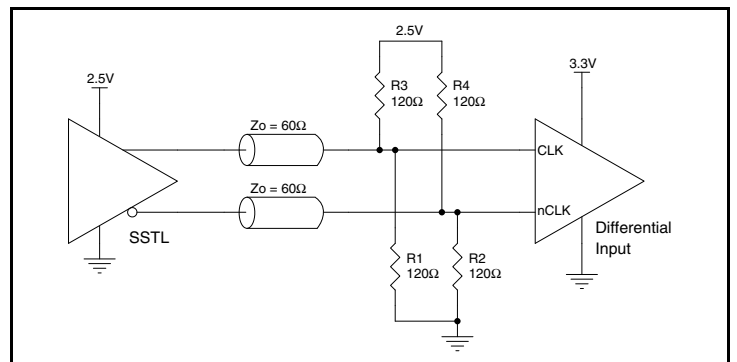 2.5V
3.3V
2.5V
R3
120Ω
R4
120Ω
Zo = 60Ω
CLK
Zo = 60Ω
nCLK
SSTL
Differential
Input
R1
120Ω
R2
120Ω